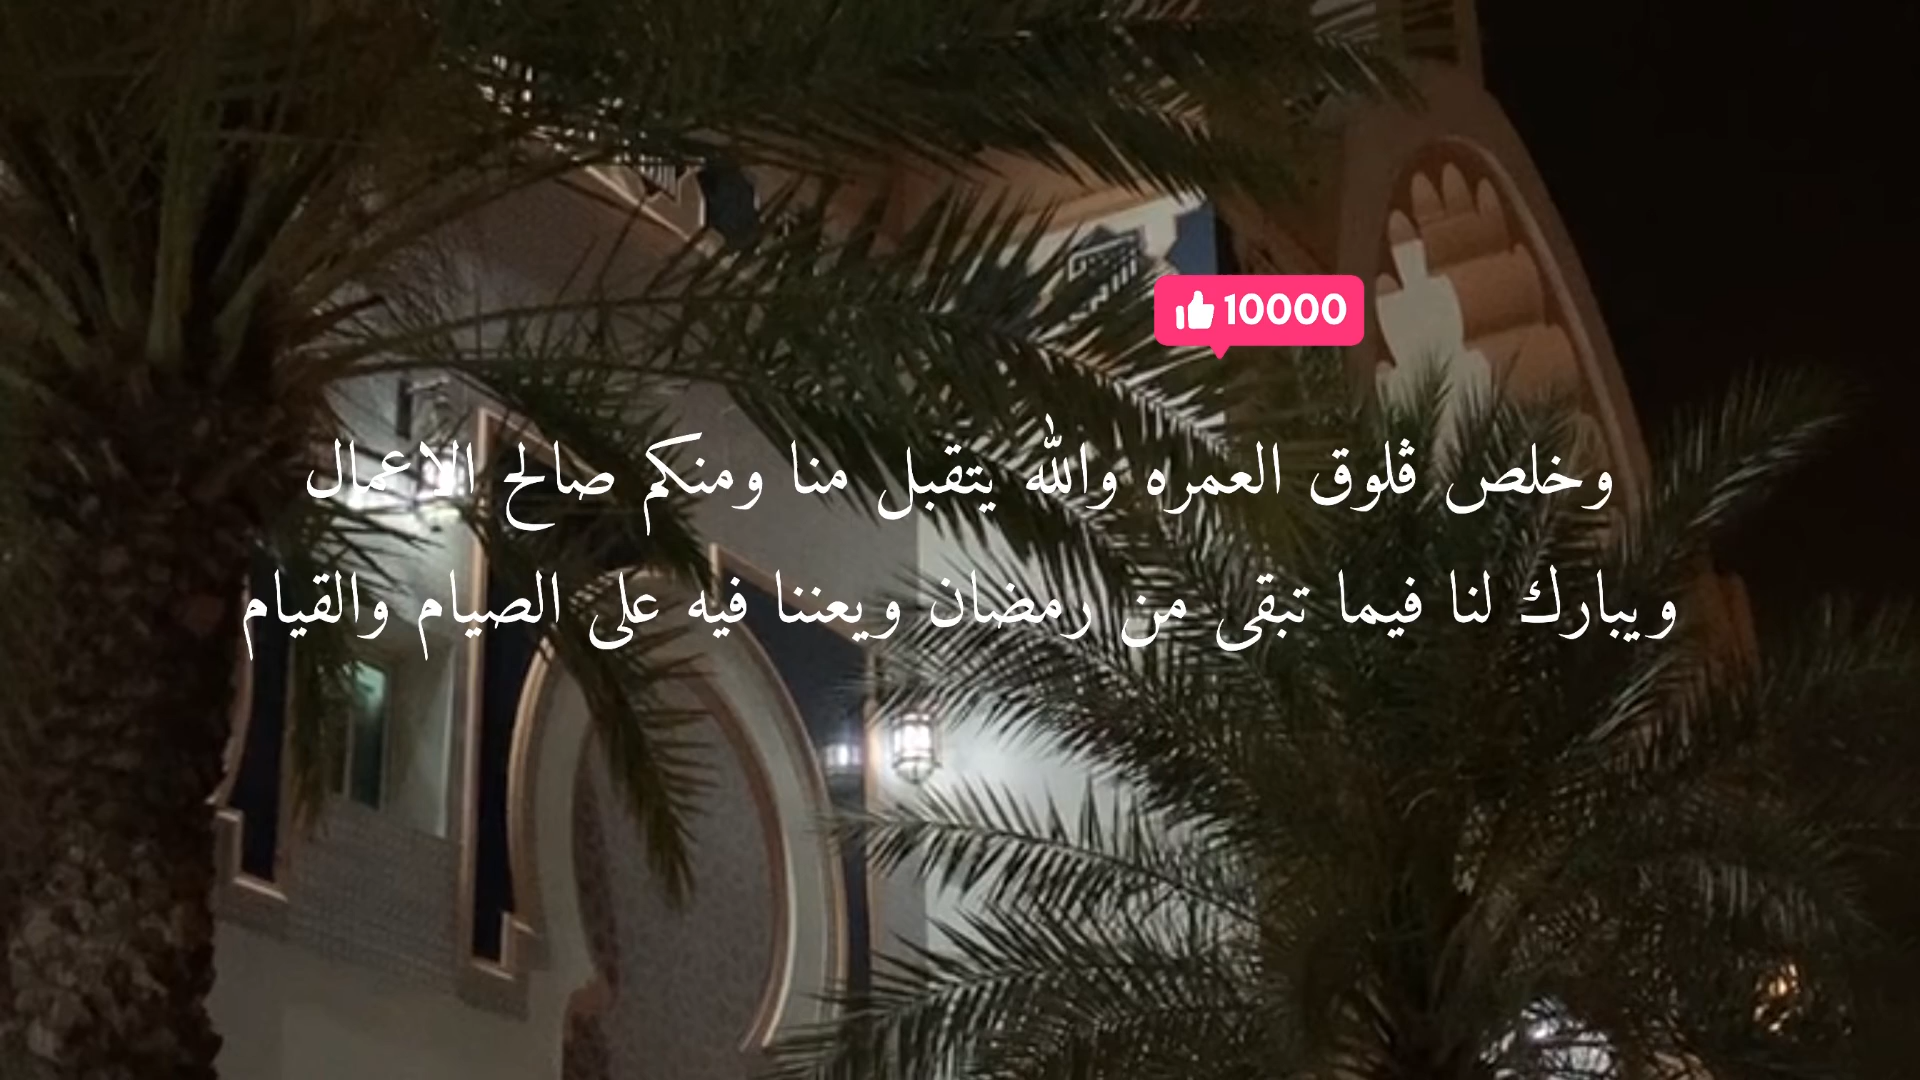 10000
وخلص ڤلوق العمره والله يتقبل منا ومنكم صالح الاعمال
ويبارك لنا فيما تبقى من رمضان ويعننا فيه على الصيام والقيام